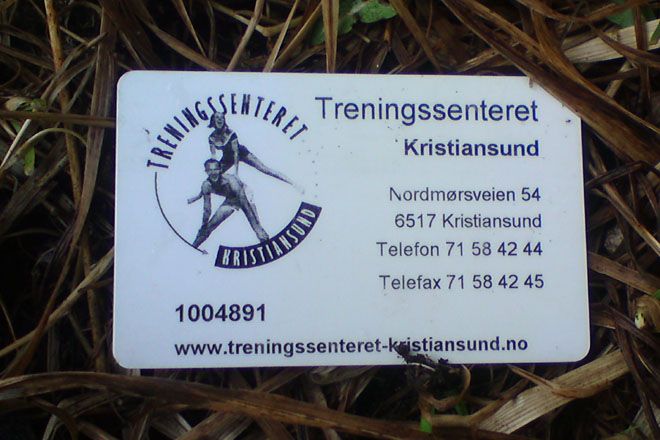 TRENINGSSENTERET
KRISTIANSUND
Treningssenteret
Kristiansund
Nordmørsveien 54
6517 Kristiansund
Telefon 71 58 42 44
Telefax 71 58 42 45
1004891
www.treningssenteret-kristiansund.no